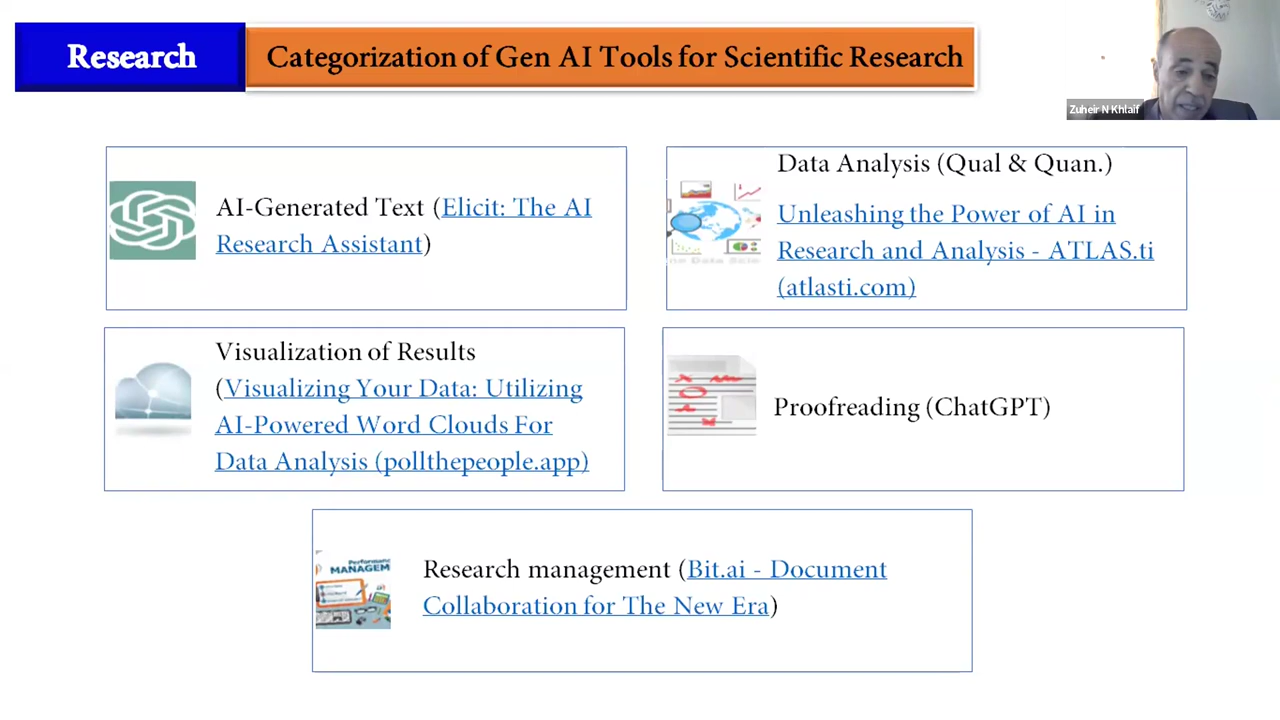 Research
Categorization of Gen AI Tools for Scientific Research
Zuheir N Khlaif
AI-Generated Text (Elicit: The AI
Research Assistant)
Data Analysis (Qual & Quan.)
Unleashing the Power of AI in
Research and Analysis - ATLAS.ti
(atlasti.com)
Visualization of Results
(Visualizing Your Data: Utilizing
AI-Powered Word Clouds For
Data Analysis (pollthepeople.app)
Proofreading (ChatGPT)
MANAGEM
Research management (Bit.ai - Document
Collaboration for The New Era)